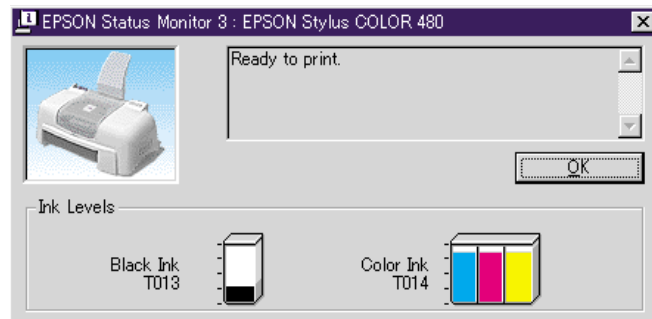 EPSON Status Monitor 3 : EPSON Stylus COLOR 480
Ready to print.
OK
Ink Levels
Black Ink
T013
Color Ink
T014